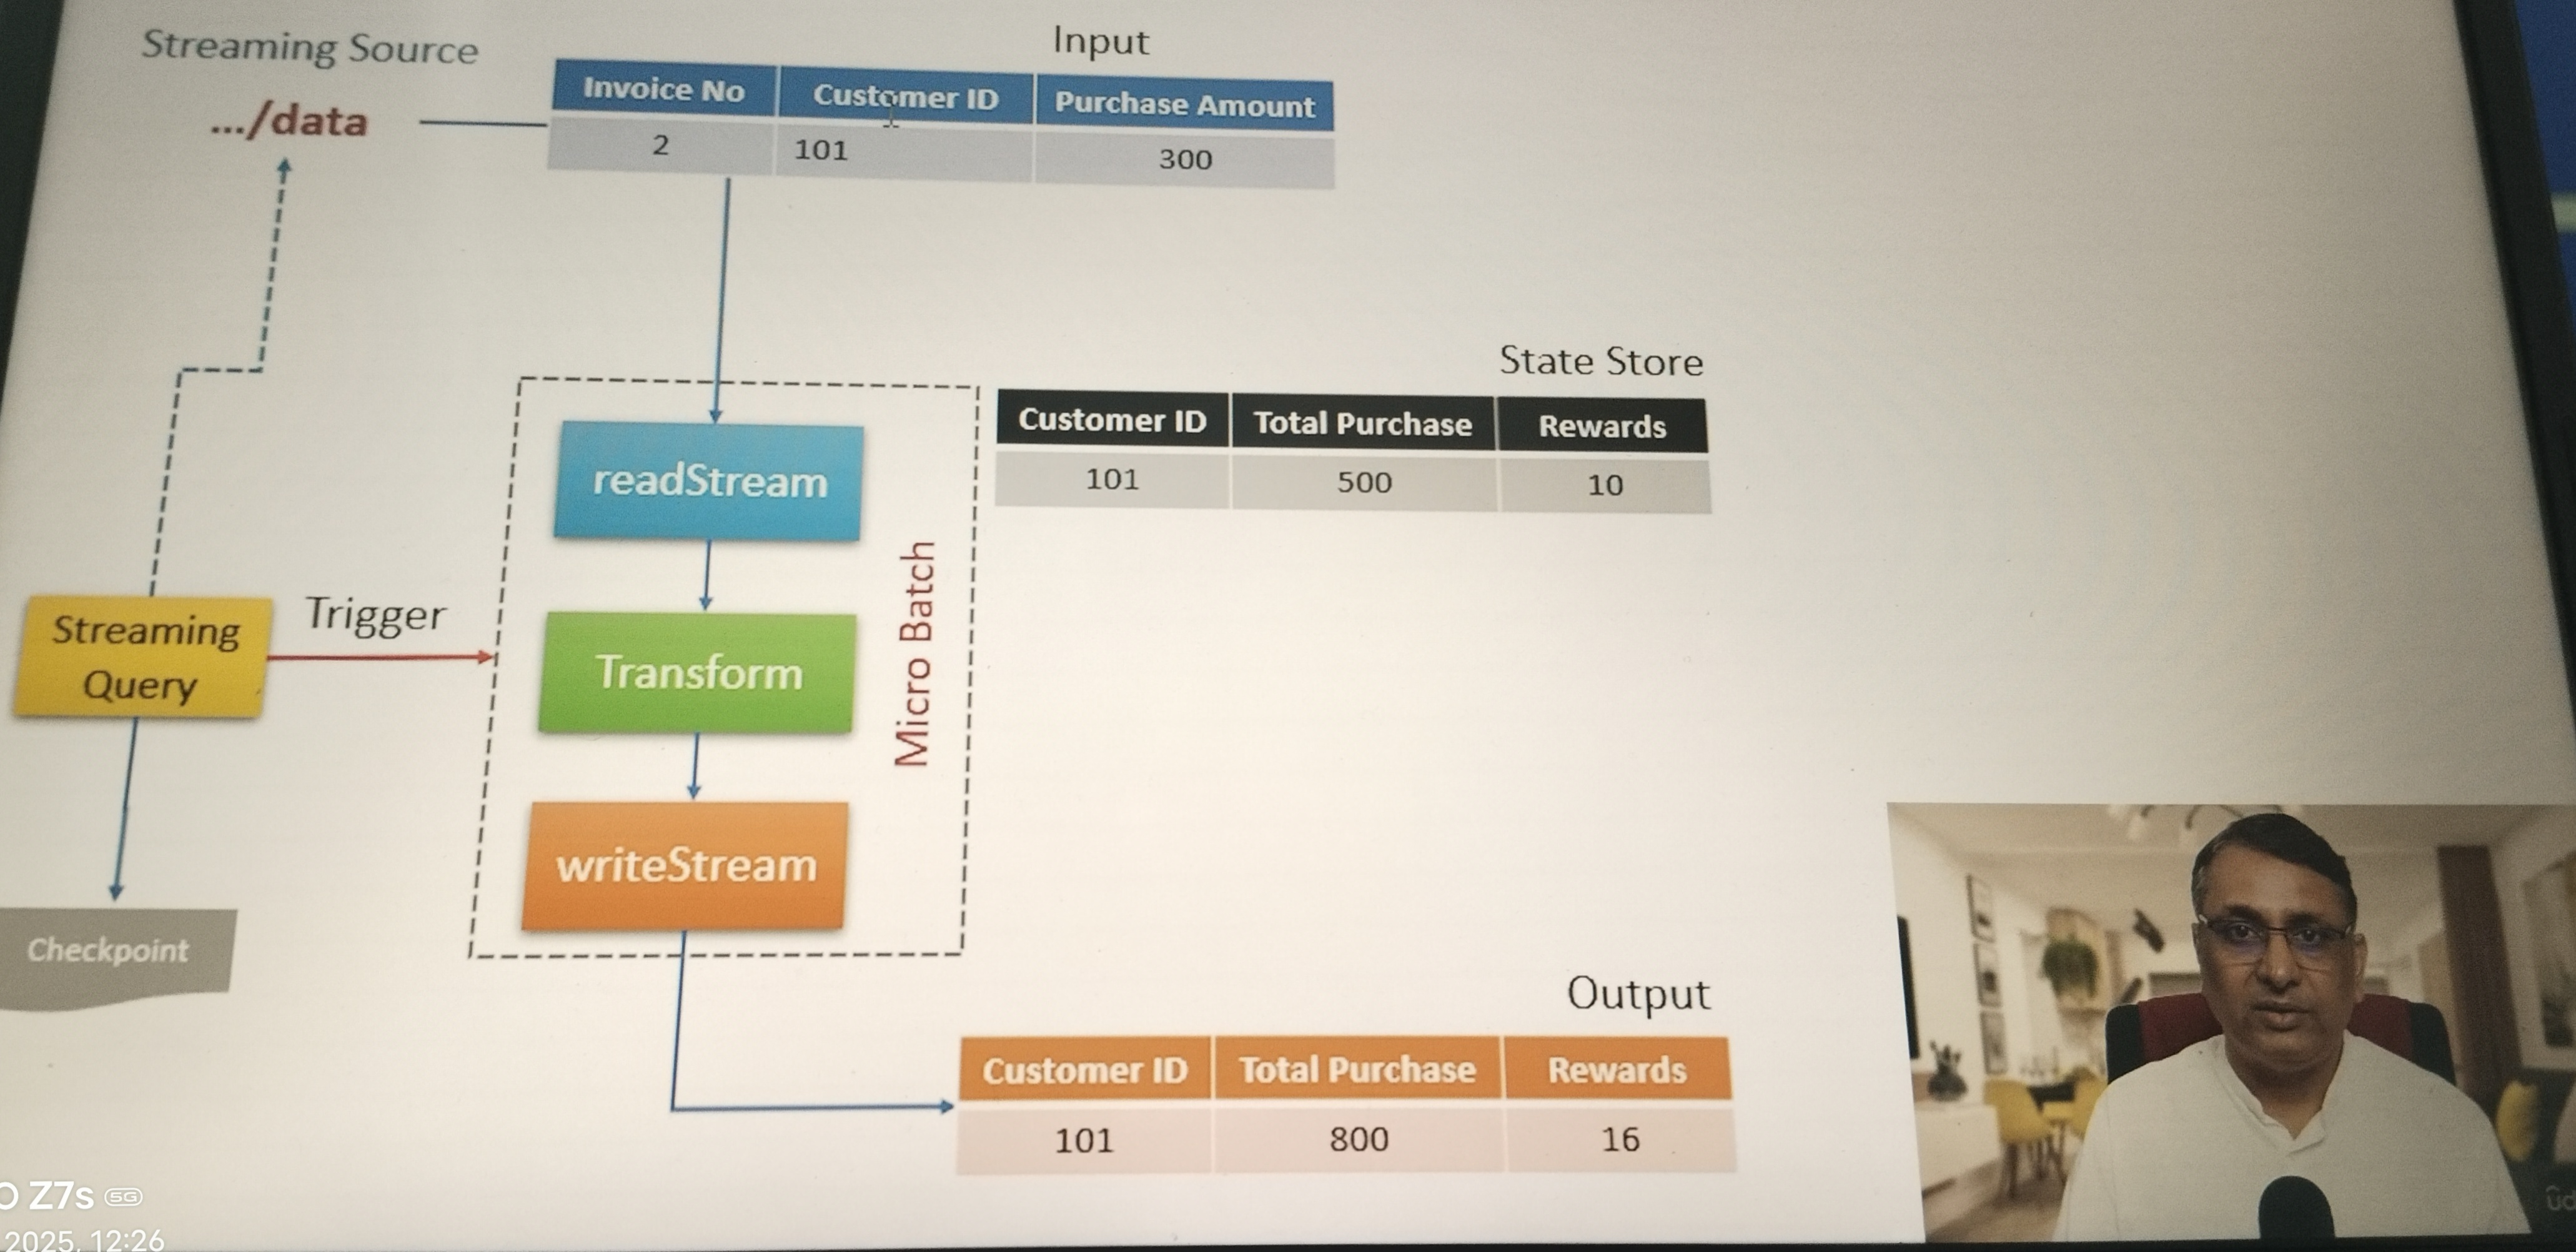 Streaming Source
Input
.../data
Invoice No Customer ID Purchase Amount
2 101 300
State Store
Customer ID Total Purchase Rewards
101 500 10
readStream
Micro Batch
Streaming
Query
Trigger
Transform
writeStream
Checkpoint
Output
Customer ID Total Purchase Rewards
101 800 16
Z7s 5G
2025, 12:26